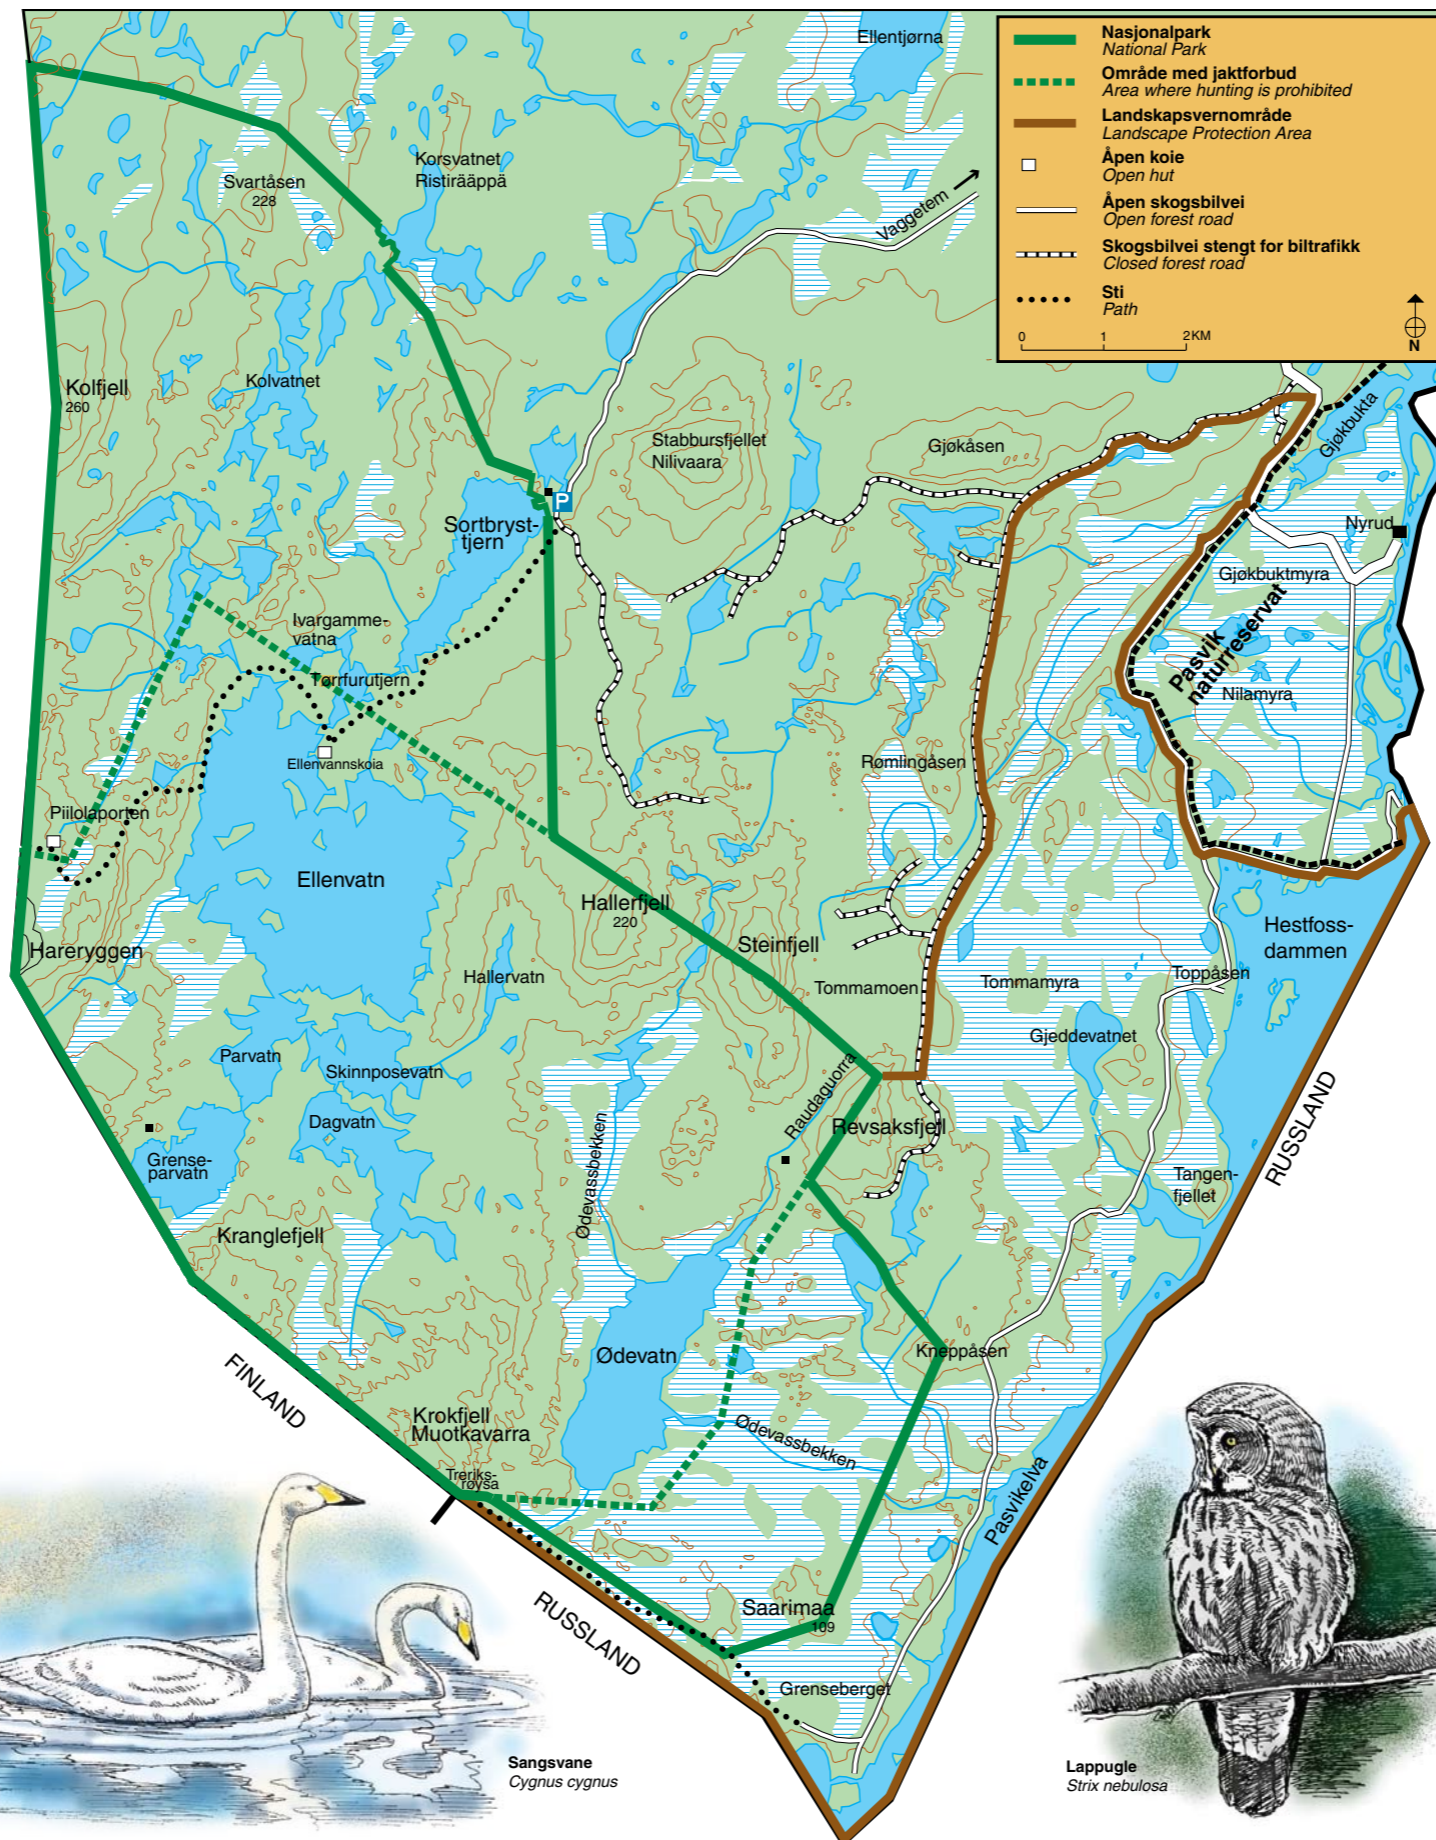 Ellentjørna
Nasjonalpark
National Park
Område med jaktforbud
Area where hunting is prohibited
Landskapsvernområde
Landscape Protection Area
Åpen koie
Open hut
Åpen skogsbilvei
Open forest road
Skogsbilvei stengt for biltrafikk
Closed forest road
Sti
Path
0 1 2KM
N
Korsvatnet
Ristirääppä
Svartåsen
228
Vaggetem
Kolfjell
260
Kolvatnet
Stabbursfjellet
Nilivaara
Gjøkåsen
Gjøkbukta
P
Sortbryst-
tjern
Nyrud
Gjøkbuktmyra
Pasvik
naturreservat
Nilamyra
Ivargamme-
vatna
Tørrfurutjern
Ellenvannskoia
Rømlingåsen
Piilolaporten
Ellenvatn
Hallerfjell
220
Steinfjell
Hestfoss-
dammen
Hareryggen
Hallervatn
Tommamoen
Tommamyra
Toppåsen
Gjeddevatnet
Parvatn
Skinnposevatn
Dagvatn
Raudaguorra
Revsaksfjell
RUSSLAND
Grense-
parvatn
Ødevassbekken
Tangen-
fjellet
Kranglefjell
Ødevatn
Kneppåsen
FINLAND
Krokfjell
Muotkavarra
Ødevassbekken
Treriks-
røysa
Pasvikelva
RUSSLAND
Saarimaa
109
Grenseberget
Sangsvane
Cygnus cygnus
Lappugle
Strix nebulosa